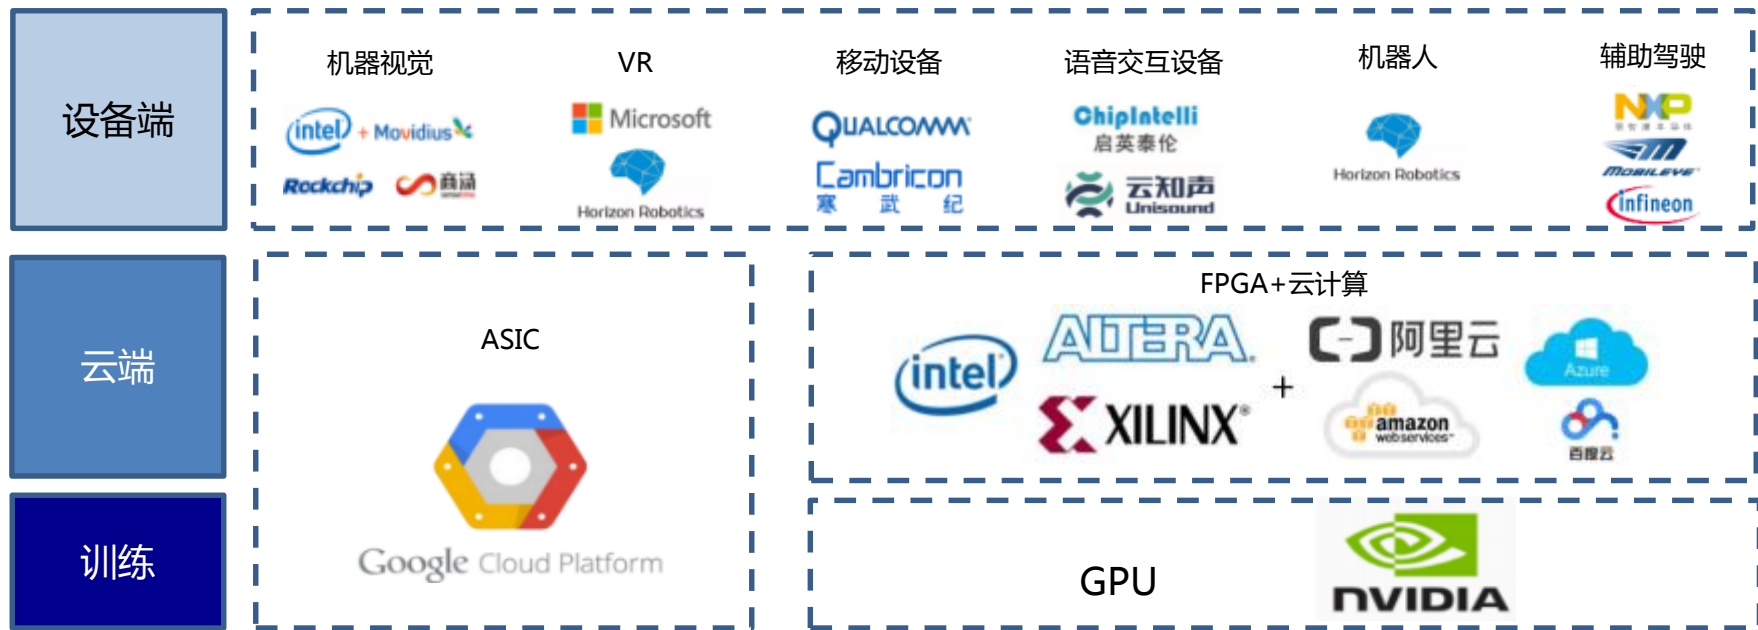 设备端
机器视觉
VR
移动设备
语音交互设备
机器人
辅助驾驶
intel + Movidius
Rockchip
商汤
Microsoft
Horizon Robotics
QUALCOMM
Cambricon
寒武纪
ChipIntelli
启英泰伦
云知声
Unisound
Horizon Robotics
NXP
MOBILEYE
infineon
云端
ASIC
Google Cloud Platform
FPGA+云计算
intel
ALTERA
XILINX
+
阿里云
amazon
webservices
Azure
百度云
训练
GPU
NVIDIA